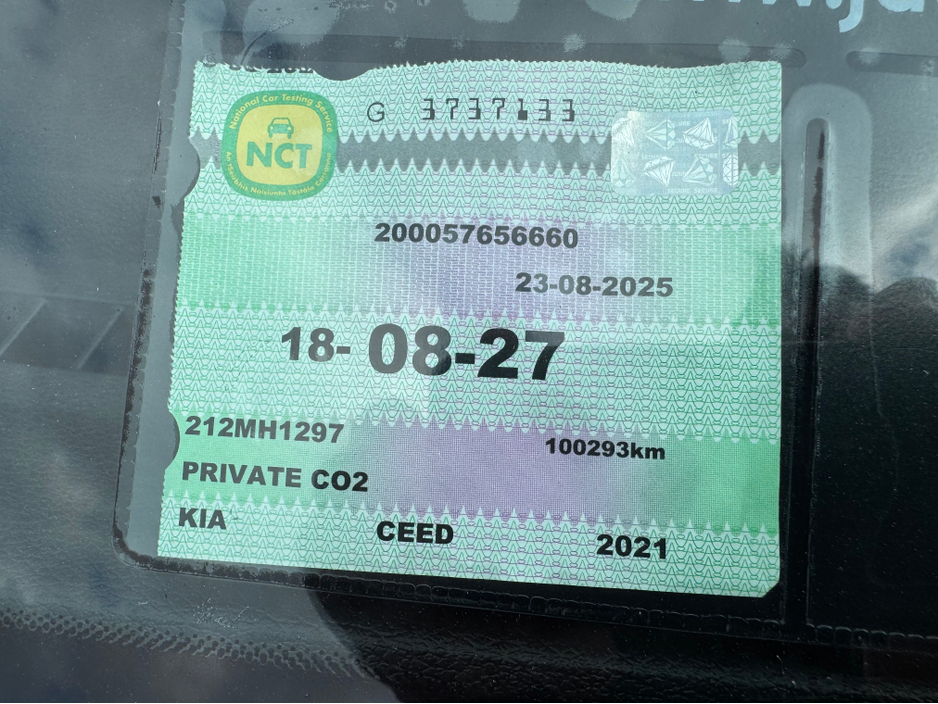 National Car Testing Service
NCT
G 3737133
200057656660
23-08-2025
18-08-27
212MH1297
100293km
PRIVATE CO2
KIA CEED 2021